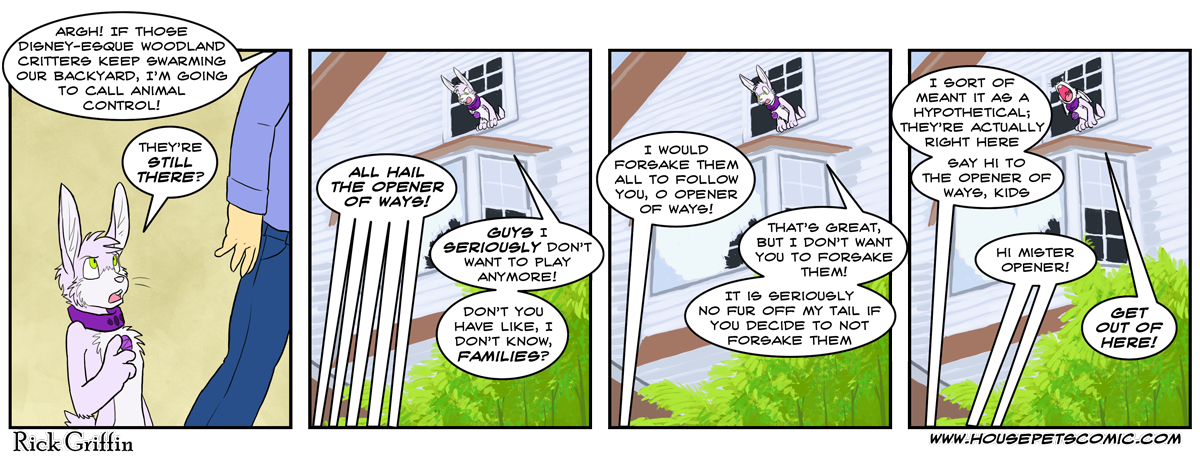 ARGH! IF THOSE
DISNEY-ESQUE WOODLAND
CRITTERS KEEP SWARMING
OUR BACKYARD, I'M GOING
TO CALL ANIMAL
CONTROL!
THEY'RE
STILL
THERE?
ALL HAIL
THE OPENER
OF WAYS!
GUYS I
SERIOUSLY DON'T
WANT TO PLAY
ANYMORE!
DON'T YOU
HAVE LIKE, I
DON'T KNOW,
FAMILIES?
I WOULD
FORSAKE THEM
ALL TO FOLLOW
YOU, O OPENER
OF WAYS!
THAT'S GREAT,
BUT I DON'T WANT
YOU TO FORSAKE
THEM!
IT IS SERIOUSLY
NO FUR OFF MY TAIL IF
YOU DECIDE TO NOT
FORSAKE THEM
I SORT OF
MEANT IT AS A
HYPOTHETICAL;
THEY'RE ACTUALLY
RIGHT HERE
SAY HI TO
THE OPENER OF
WAYS, KIDS
HI MISTER
OPENER!
GET
OUT OF
HERE!
Rick Griffin
WWW.HOUSEPETSCOMIC.COM